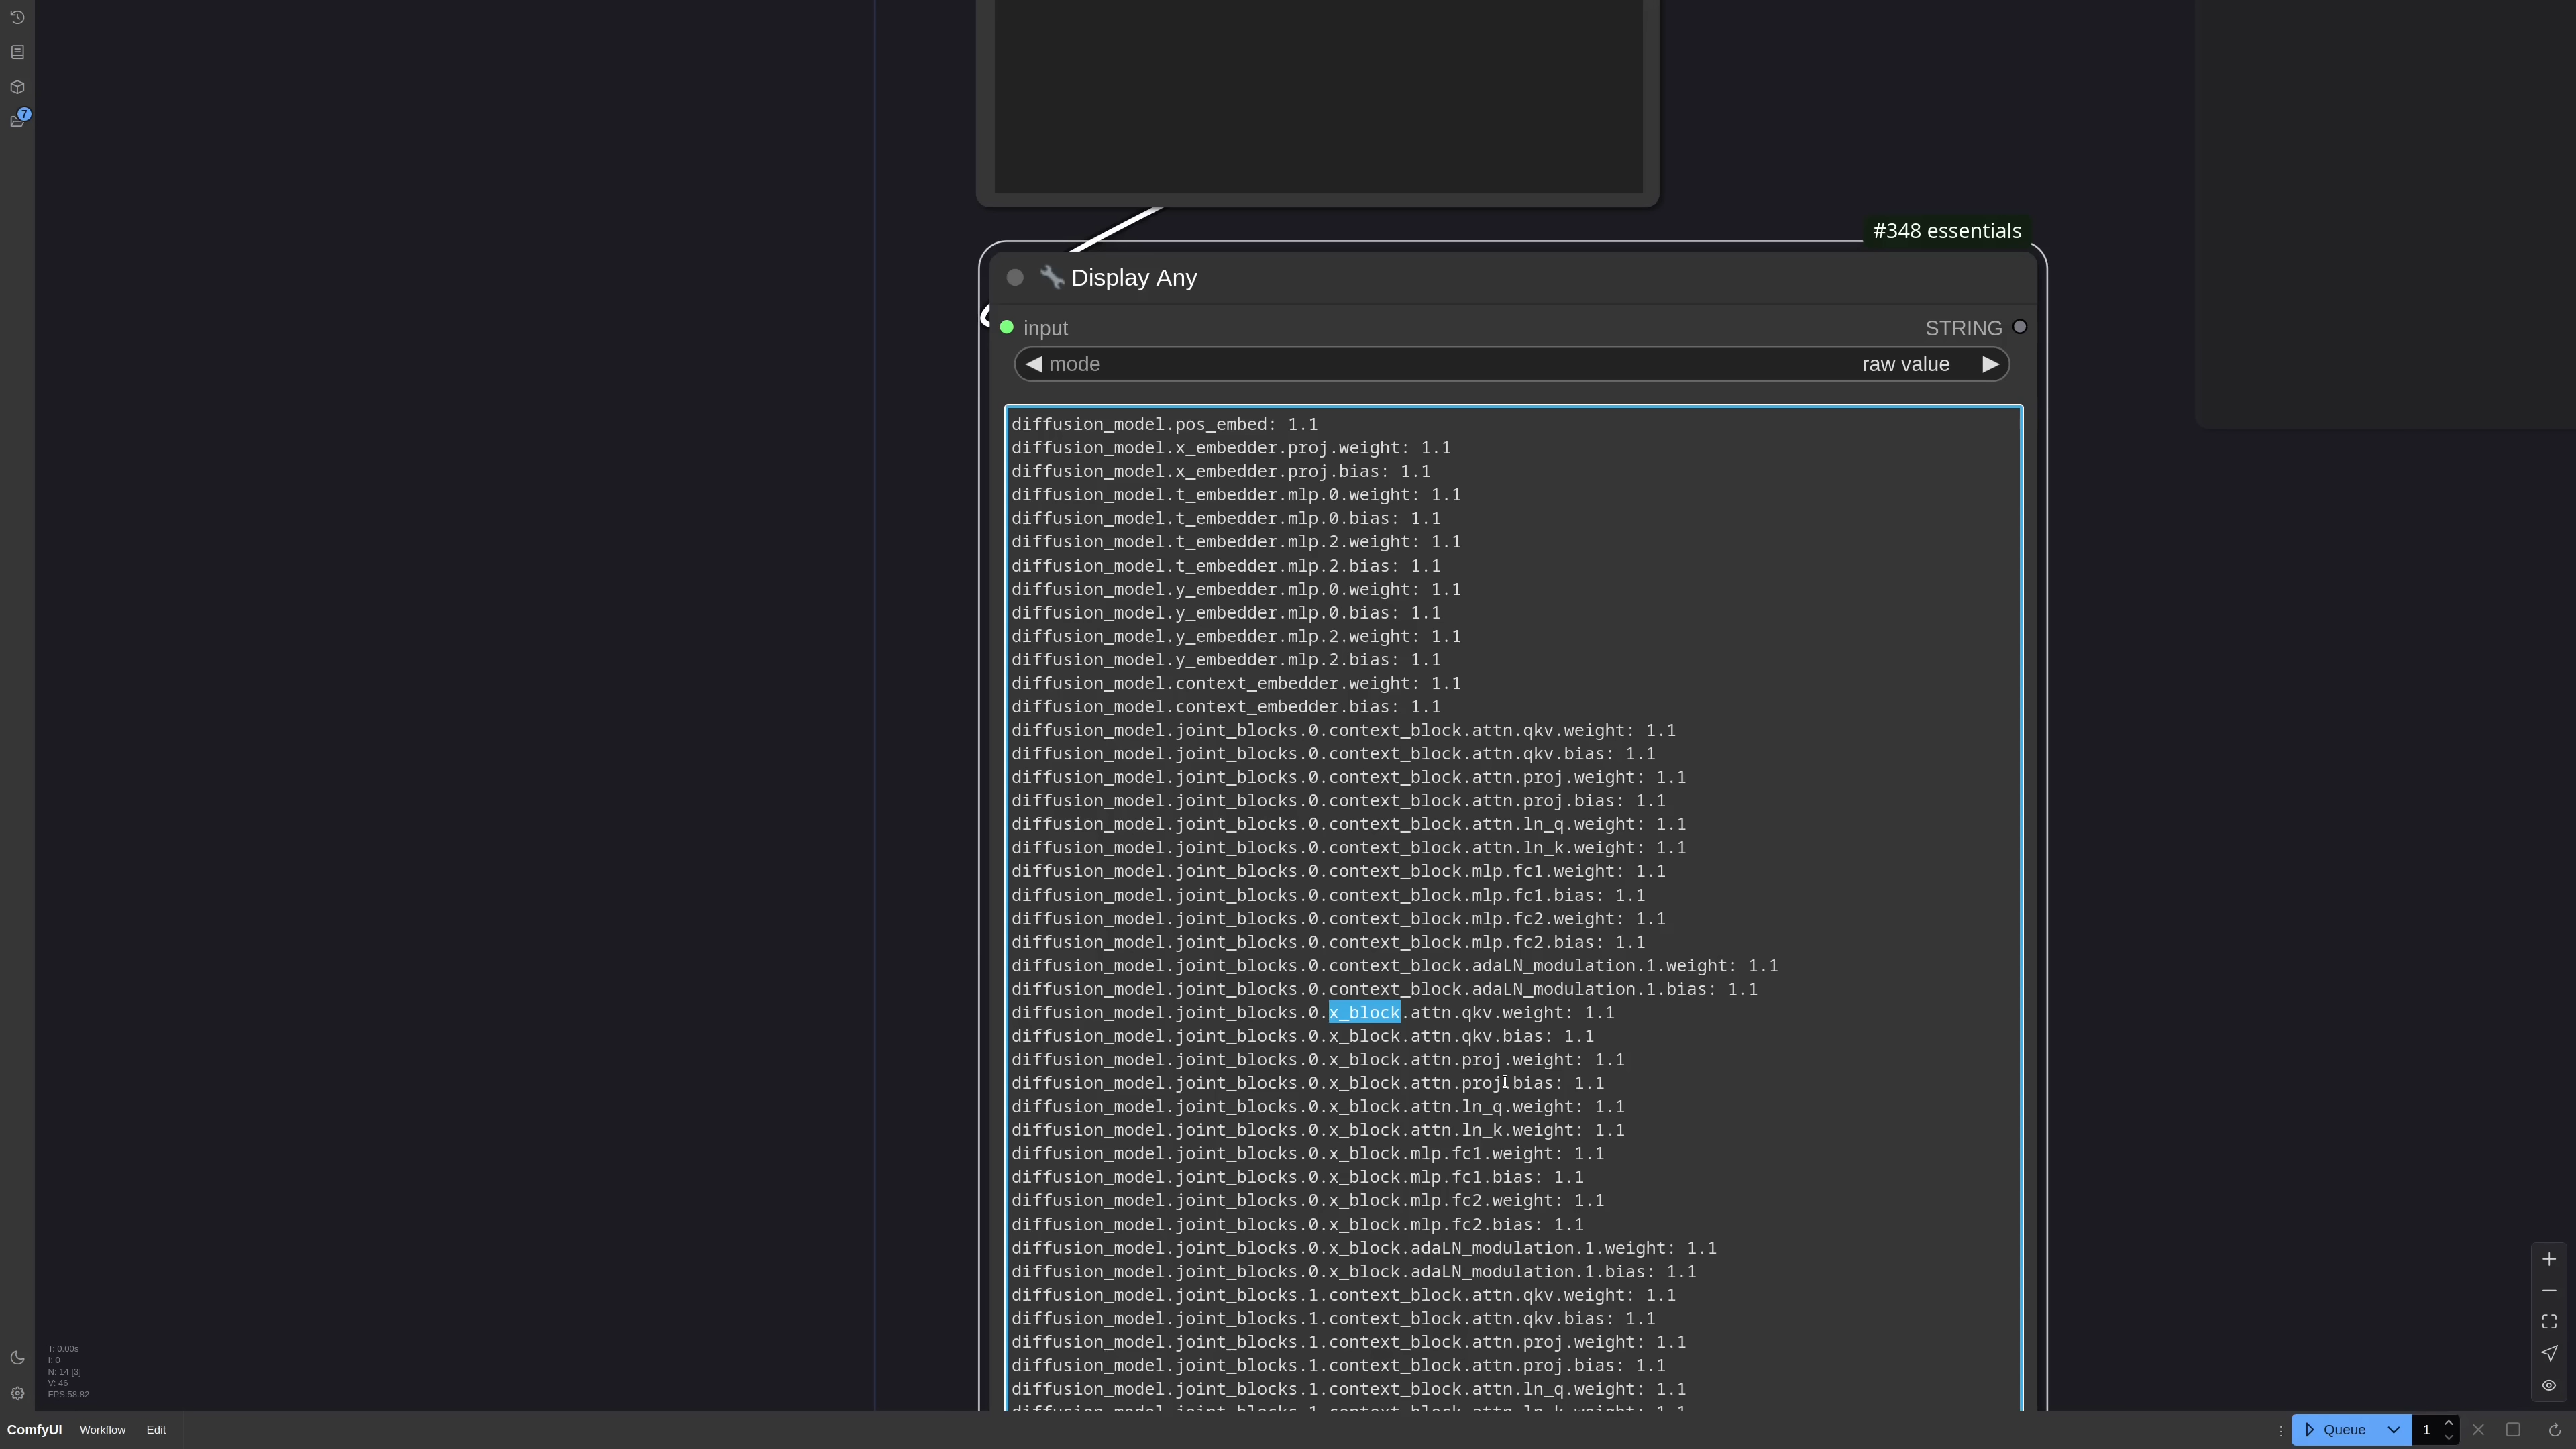 7
#348 essentials
🔧 Display Any
input
STRING
mode
raw value
diffusion_model.pos_embed: 1.1
diffusion_model.x_embedder.proj.weight: 1.1
diffusion_model.x_embedder.proj.bias: 1.1
diffusion_model.t_embedder.mlp.0.weight: 1.1
diffusion_model.t_embedder.mlp.0.bias: 1.1
diffusion_model.t_embedder.mlp.2.weight: 1.1
diffusion_model.t_embedder.mlp.2.bias: 1.1
diffusion_model.y_embedder.mlp.0.weight: 1.1
diffusion_model.y_embedder.mlp.0.bias: 1.1
diffusion_model.y_embedder.mlp.2.weight: 1.1
diffusion_model.y_embedder.mlp.2.bias: 1.1
diffusion_model.context_embedder.weight: 1.1
diffusion_model.context_embedder.bias: 1.1
diffusion_model.joint_blocks.0.context_block.attn.qkv.weight: 1.1
diffusion_model.joint_blocks.0.context_block.attn.qkv.bias: 1.1
diffusion_model.joint_blocks.0.context_block.attn.proj.weight: 1.1
diffusion_model.joint_blocks.0.context_block.attn.proj.bias: 1.1
diffusion_model.joint_blocks.0.context_block.attn.ln_q.weight: 1.1
diffusion_model.joint_blocks.0.context_block.attn.ln_k.weight: 1.1
diffusion_model.joint_blocks.0.context_block.mlp.fc1.weight: 1.1
diffusion_model.joint_blocks.0.context_block.mlp.fc1.bias: 1.1
diffusion_model.joint_blocks.0.context_block.mlp.fc2.weight: 1.1
diffusion_model.joint_blocks.0.context_block.mlp.fc2.bias: 1.1
diffusion_model.joint_blocks.0.context_block.adaLN_modulation.1.weight: 1.1
diffusion_model.joint_blocks.0.context_block.adaLN_modulation.1.bias: 1.1
diffusion_model.joint_blocks.0.x_block.attn.qkv.weight: 1.1
diffusion_model.joint_blocks.0.x_block.attn.qkv.bias: 1.1
diffusion_model.joint_blocks.0.x_block.attn.proj.weight: 1.1
diffusion_model.joint_blocks.0.x_block.attn.proj.bias: 1.1
diffusion_model.joint_blocks.0.x_block.attn.ln_q.weight: 1.1
diffusion_model.joint_blocks.0.x_block.attn.ln_k.weight: 1.1
diffusion_model.joint_blocks.0.x_block.mlp.fc1.weight: 1.1
diffusion_model.joint_blocks.0.x_block.mlp.fc1.bias: 1.1
diffusion_model.joint_blocks.0.x_block.mlp.fc2.weight: 1.1
diffusion_model.joint_blocks.0.x_block.mlp.fc2.bias: 1.1
diffusion_model.joint_blocks.0.x_block.adaLN_modulation.1.weight: 1.1
diffusion_model.joint_blocks.0.x_block.adaLN_modulation.1.bias: 1.1
diffusion_model.joint_blocks.1.context_block.attn.qkv.weight: 1.1
diffusion_model.joint_blocks.1.context_block.attn.qkv.bias: 1.1
diffusion_model.joint_blocks.1.context_block.attn.proj.weight: 1.1
diffusion_model.joint_blocks.1.context_block.attn.proj.bias: 1.1
diffusion_model.joint_blocks.1.context_block.attn.ln_q.weight: 1.1
T: 0.00s
I: 0
N: 14 [3]
V: 46
FPS:58.82
ComfyUI
Workflow
Edit
Queue
1